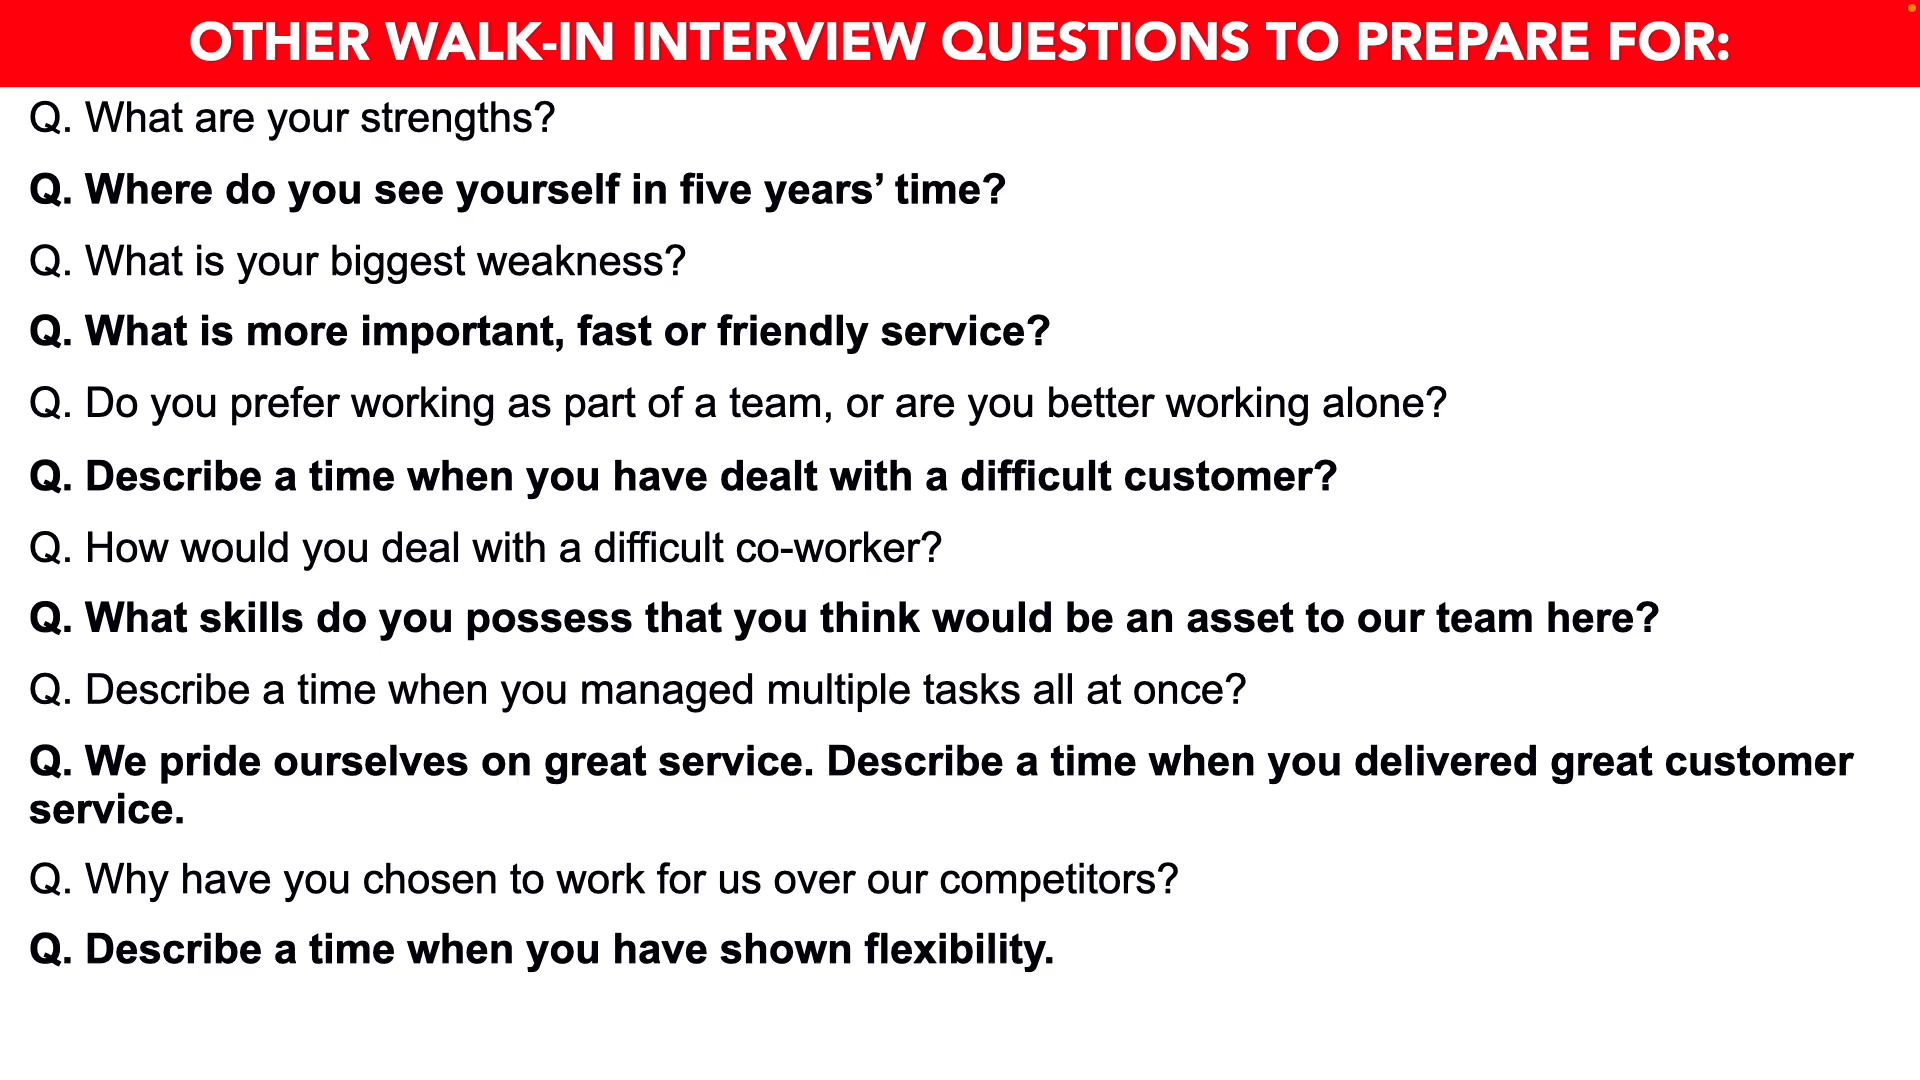 OTHER WALK-IN INTERVIEW QUESTIONS TO PREPARE FOR:
Q. What are your strengths?
Q. Where do you see yourself in five years’ time?
Q. What is your biggest weakness?
Q. What is more important, fast or friendly service?
Q. Do you prefer working as part of a team, or are you better working alone?
Q. Describe a time when you have dealt with a difficult customer?
Q. How would you deal with a difficult co-worker?
Q. What skills do you possess that you think would be an asset to our team here?
Q. Describe a time when you managed multiple tasks all at once?
Q. We pride ourselves on great service. Describe a time when you delivered great customer
service.
Q. Why have you chosen to work for us over our competitors?
Q. Describe a time when you have shown flexibility.